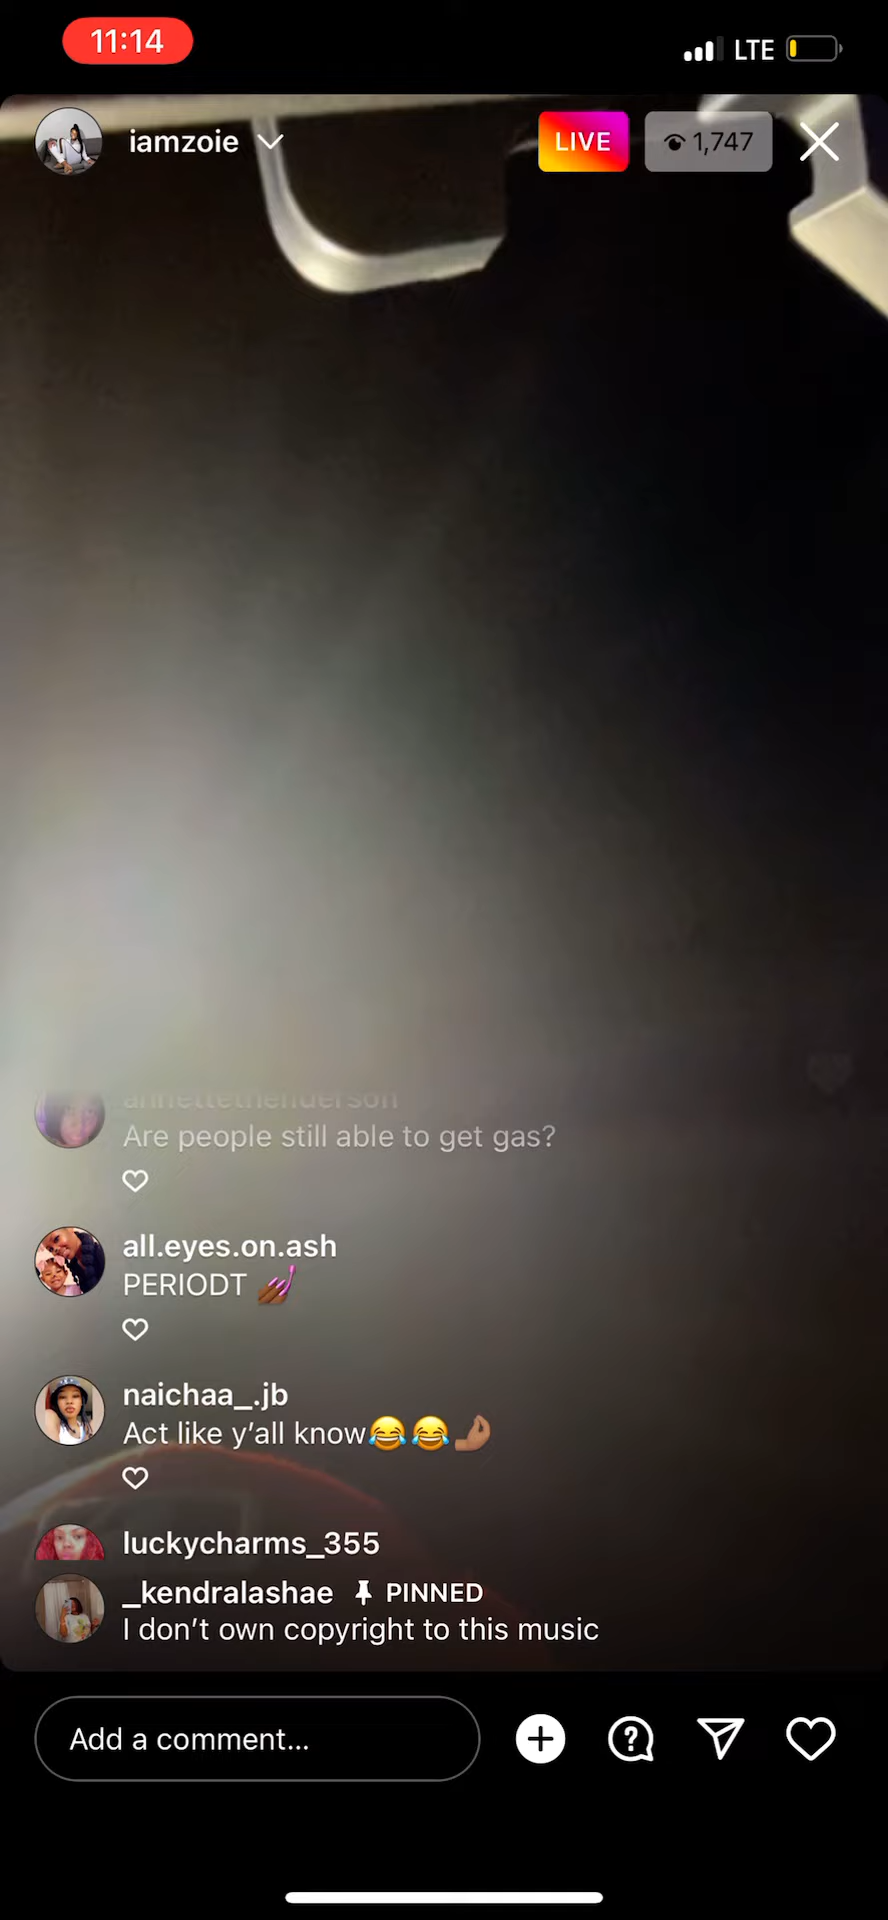 11:14
LTE
iamzoie
LIVE
1,747
Are people still able to get gas?
all.eyes.on.ash
PERIODT 💅🏾
naichaa_.jb
Act like y’all know😂😂🤌🏽
luckycharms_355
_kendralashae PINNED
I don’t own copyright to this music
Add a comment...